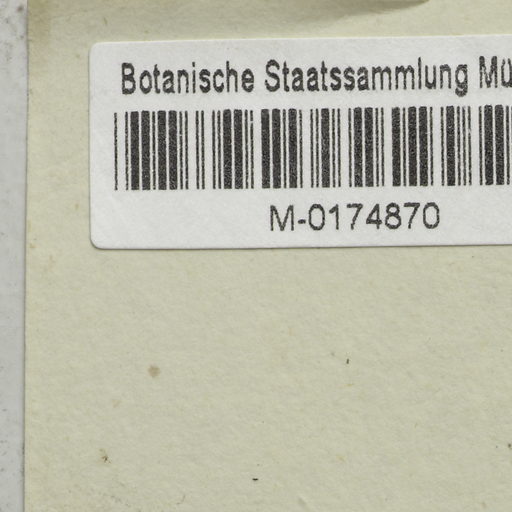 Botanische Staatssammlung Mü
M-0174870